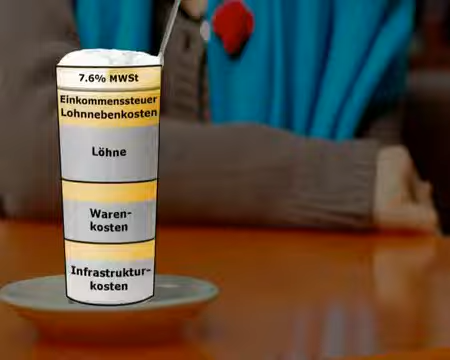 7.6% MWSt
Einkommenssteuer
Lohnnebenkosten
Löhne
Waren-
kosten
Infrastruktur-
kosten